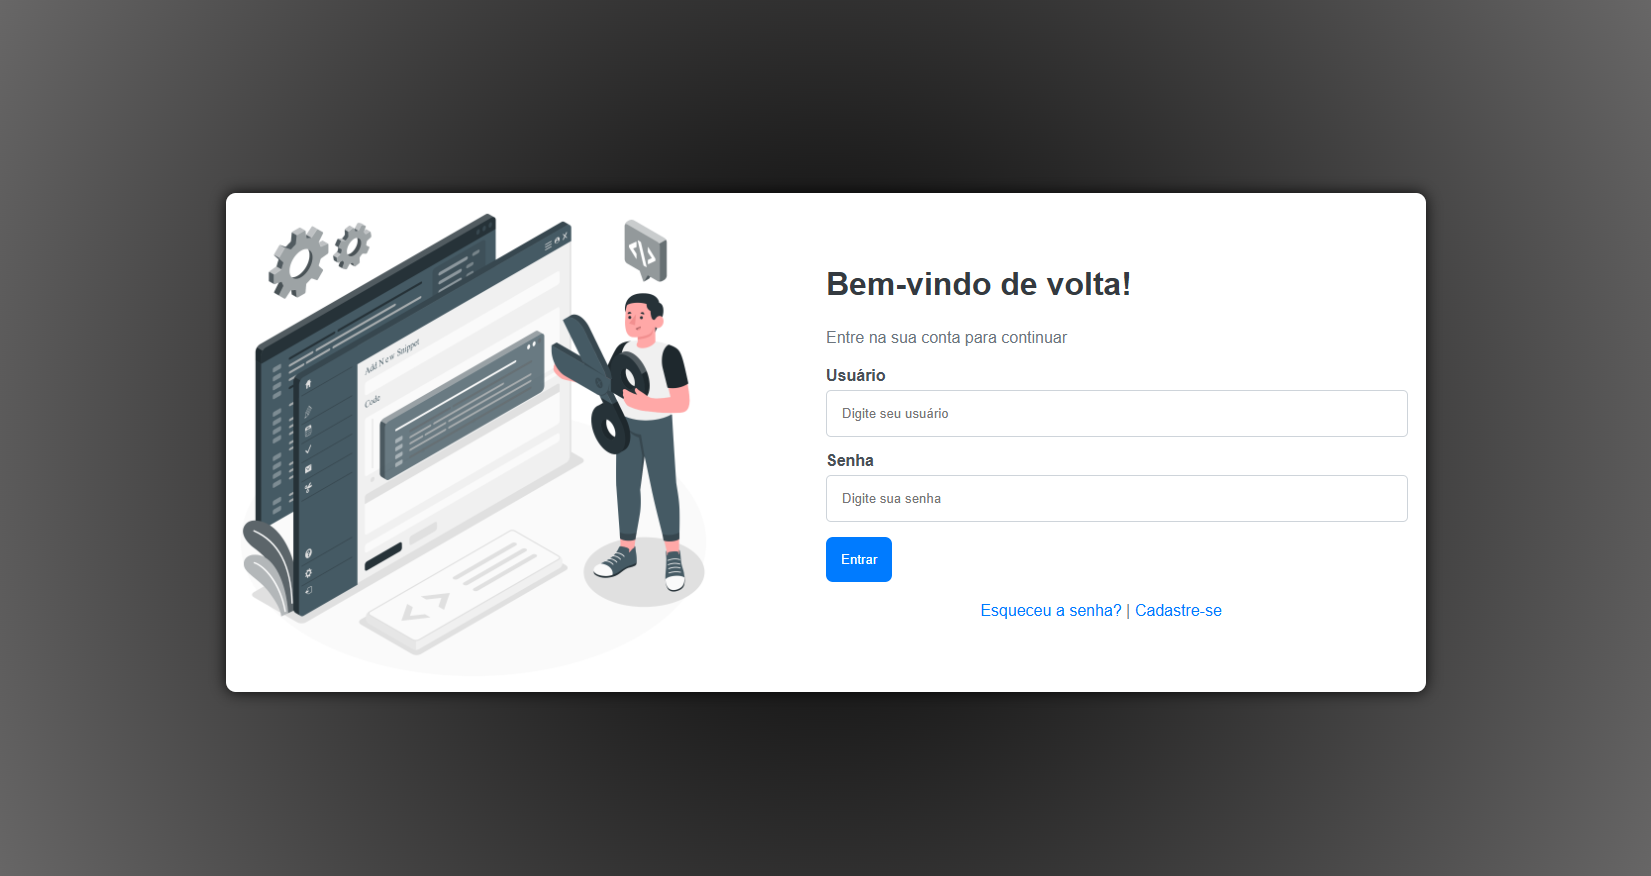 Add New Snippet
Code
Bem-vindo de volta!
Entre na sua conta para continuar
Usuário
Digite seu usuário
Senha
Digite sua senha
Entrar
Esqueceu a senha? | Cadastre-se